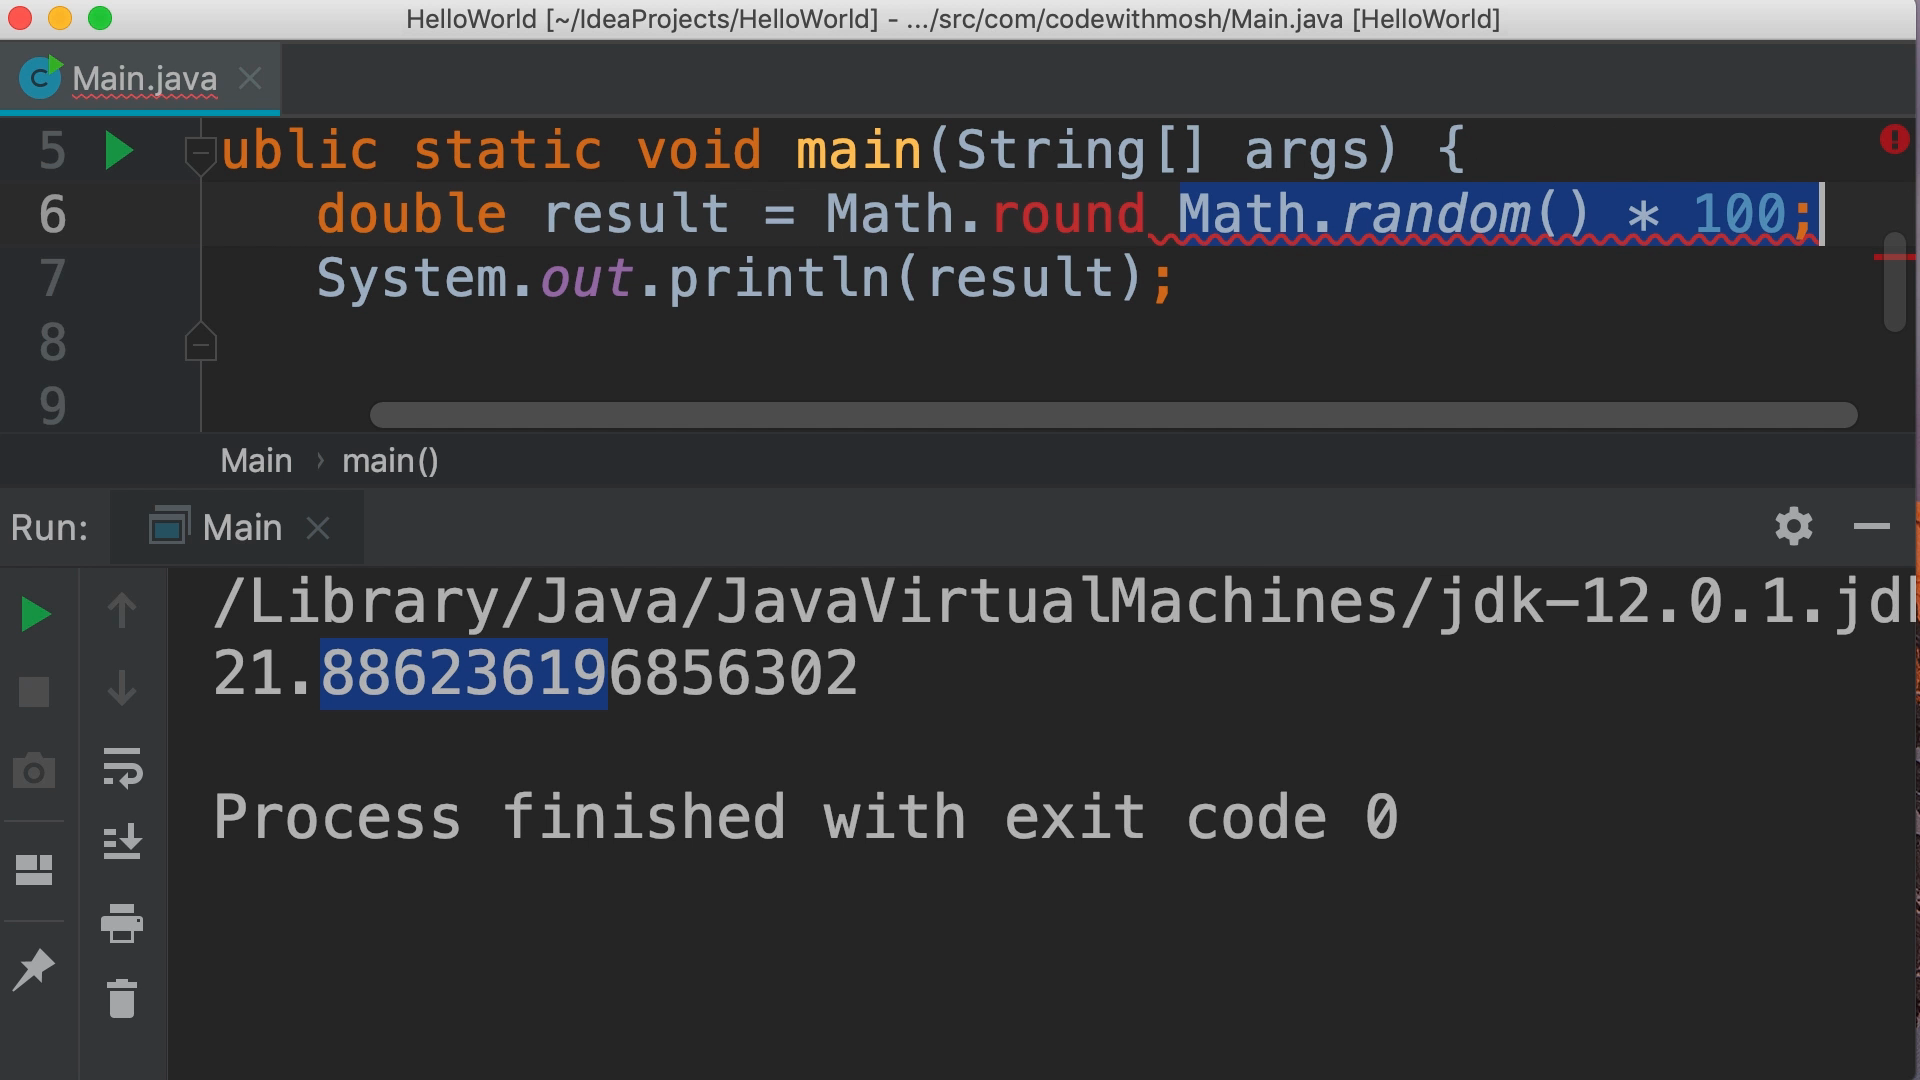 HelloWorld [~/IdeaProjects/HelloWorld] - .../src/com/codewithmosh/Main.java [HelloWorld]
Main.java
5 ublic static void main(String[] args) {
6 double result = Math.round Math.random() * 100;
7 System.out.println(result);
8
9
Main › main()
Run: Main
/Library/Java/JavaVirtualMachines/jdk-12.0.1.jd
21.886236196856302
Process finished with exit code 0